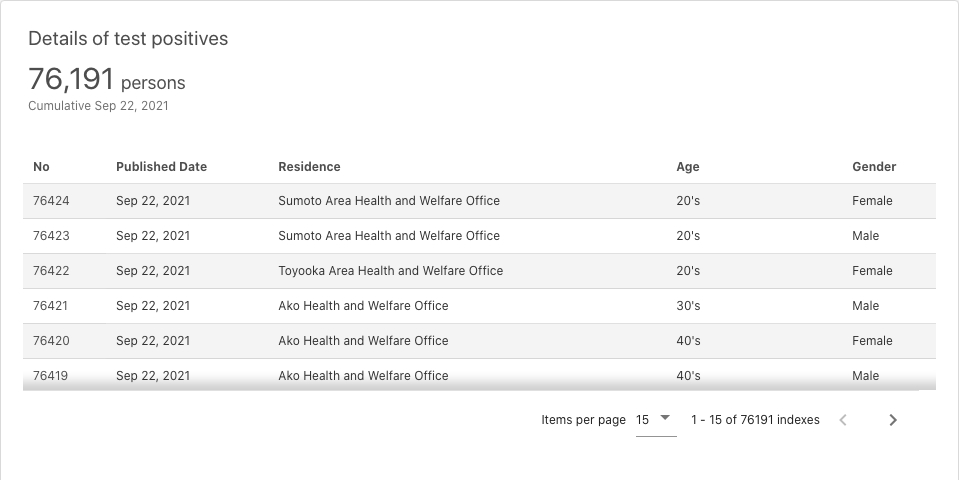 Details of test positives
76,191 persons
Cumulative Sep 22, 2021
No Published Date Residence Age Gender
76424 Sep 22, 2021 Sumoto Area Health and Welfare Office 20's Female
76423 Sep 22, 2021 Sumoto Area Health and Welfare Office 20's Male
76422 Sep 22, 2021 Toyooka Area Health and Welfare Office 20's Female
76421 Sep 22, 2021 Ako Health and Welfare Office 30's Male
76420 Sep 22, 2021 Ako Health and Welfare Office 40's Female
76419 Sep 22, 2021 Ako Health and Welfare Office 40's Male
Items per page 15 1 - 15 of 76191 indexes